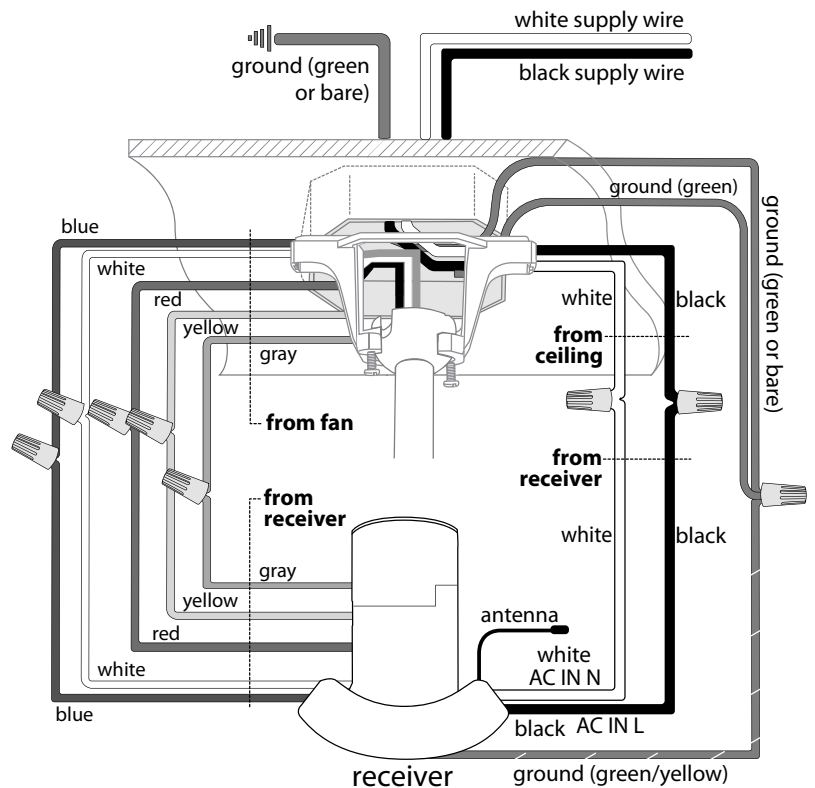 white supply wire
ground (green
or bare)
black supply wire
ground (green)
ground (green or bare)
blue
white
red
yellow
gray
white
black
from
ceiling
from fan
from
receiver
from
receiver
white
black
gray
yellow
red
white
blue
antenna
white
AC IN N
black AC IN L
receiver
ground (green/yellow)